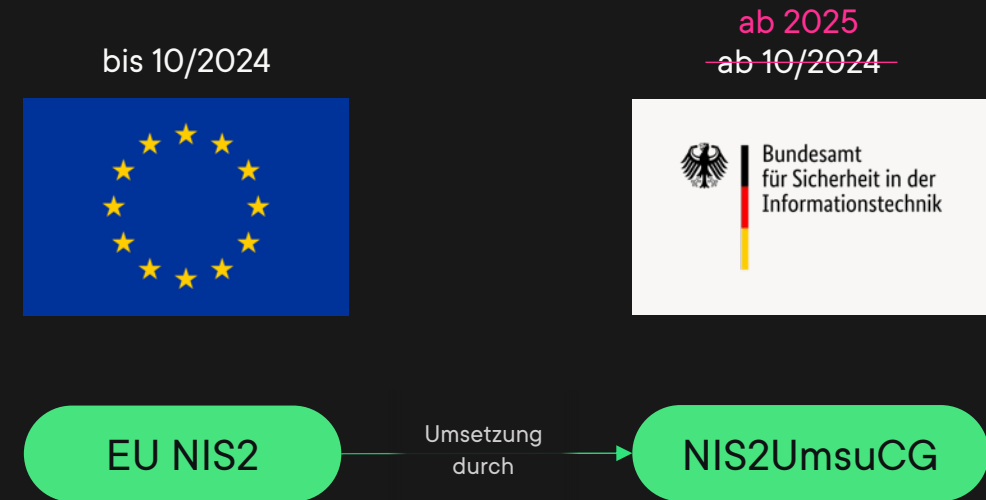 bis 10/2024
ab 2025
ab 10/2024
Bundesamt
für Sicherheit in der
Informationstechnik
EU NIS2
Umsetzung
durch
NIS2UmsuCG